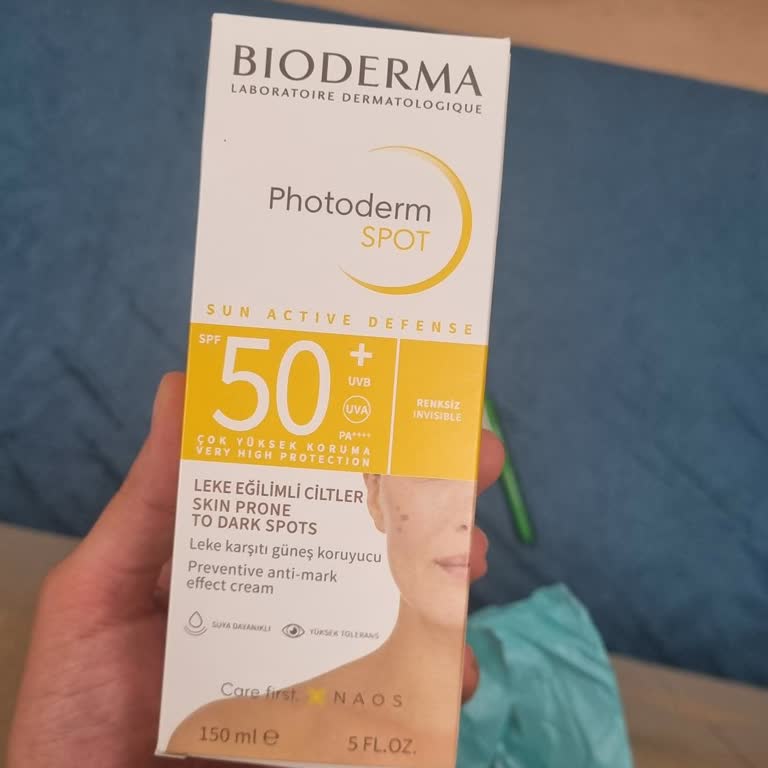 BIODERMA
LABORATOIRE DERMATOLOGIQUE
Photoderm
SPOT
SUN ACTIVE DEFENSE
SPF
50+
UVB
UVA
PA++++
RENKSİZ
INVISIBLE
ÇOK YÜKSEK KORUMA
VERY HIGH PROTECTION
LEKE EĞİLİMLİ CİLTLER
SKIN PRONE
TO DARK SPOTS
Leke karşıtı güneş koruyucu
Preventive anti-mark
effect cream
SUYA DAYANIKLI
YÜKSEK TOLERANS
Care first.
NAOS
150 ml ℮
5 FL.OZ.